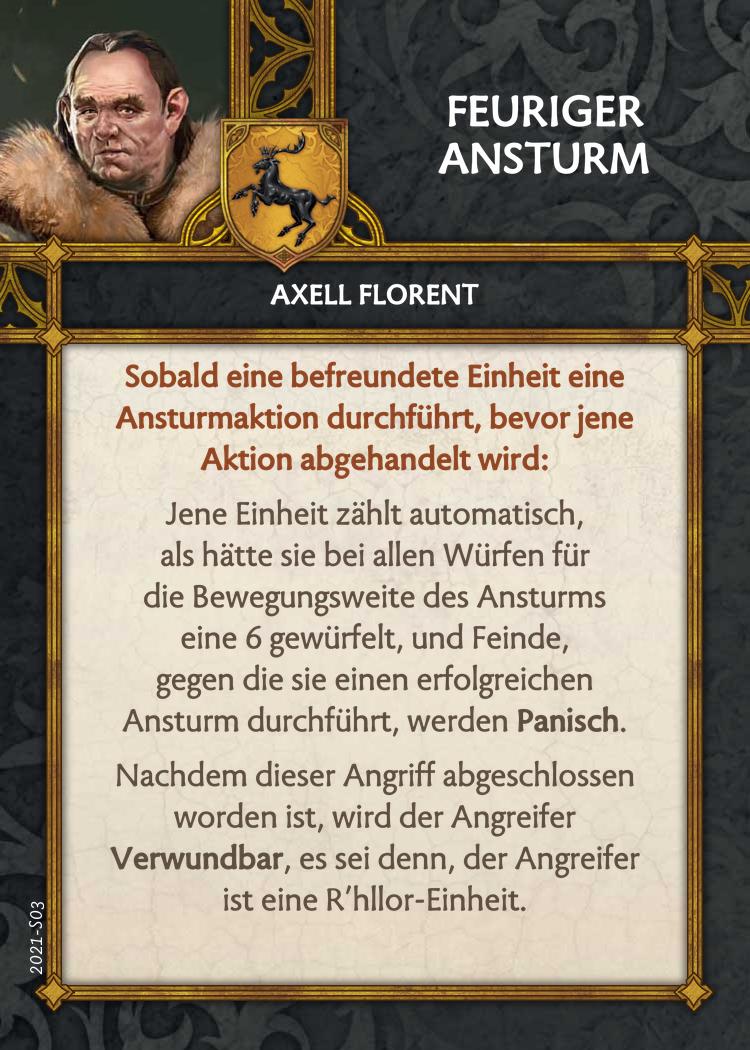 FEURIGER
ANSTURM
AXELL FLORENT
Sobald eine befreundete Einheit eine
Ansturmaktion durchführt, bevor jene
Aktion abgehandelt wird:
Jene Einheit zählt automatisch,
als hätte sie bei allen Würfen für
die Bewegungsweite des Ansturms
eine 6 gewürfelt, und Feinde,
gegen die sie einen erfolgreichen
Ansturm durchführt, werden Panisch.
Nachdem dieser Angriff abgeschlossen
worden ist, wird der Angreifer
Verwundbar, es sei denn, der Angreifer
ist eine R’hllor-Einheit.
2021-S03